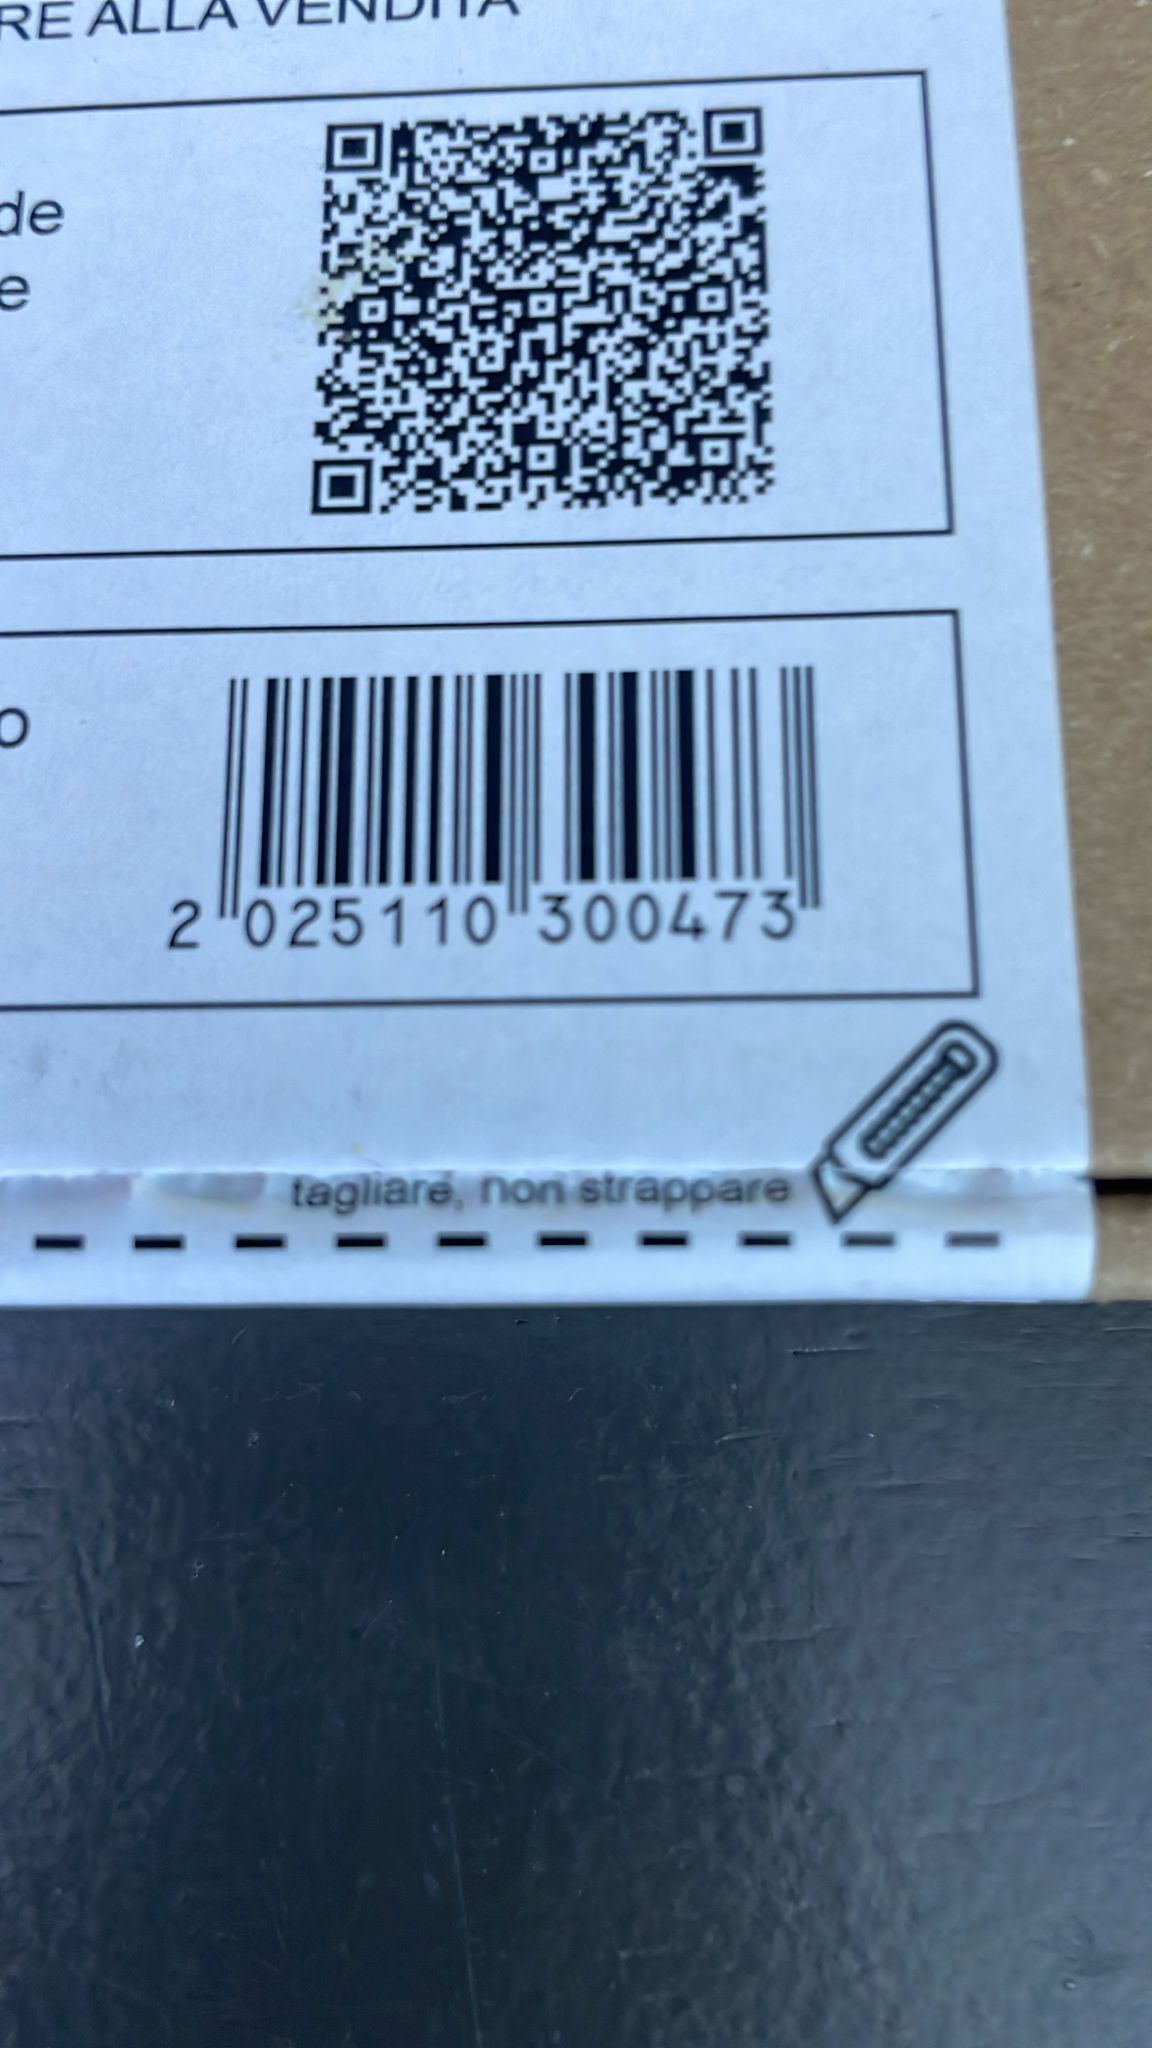 RE ALLA VENDITA
de
e
o
2 025110 300473
tagliare, non strappare